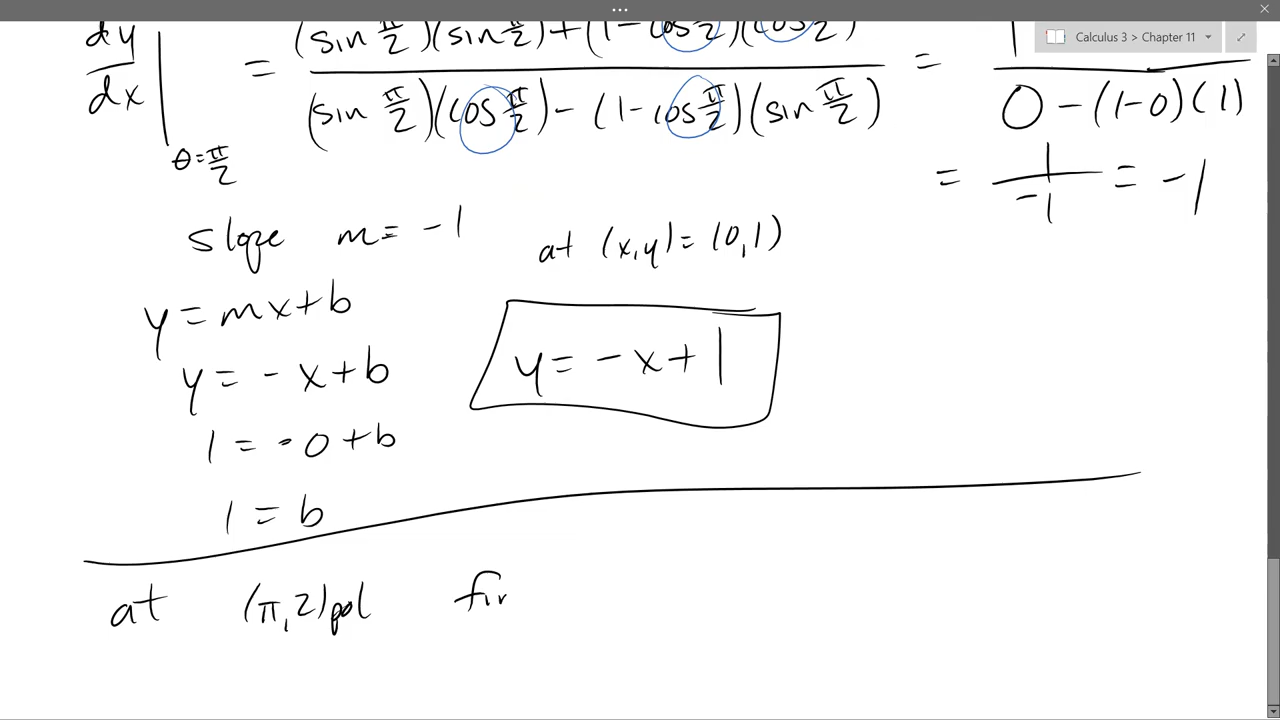 Calculus 3 > Chapter 11
dy/dx | θ=π/2 = (sin π/2)(sin π/2)+(1-cos π/2)(cos π/2) / (sin π/2)(cos π/2) - (1-cos π/2)(sin π/2) = 1 / 0-(1-0)(1)
= 1/-1 = -1
slope m = -1 at (x,y) = (0,1)
y = mx+b
y = -x+b
y = -x+1
1 = -0+b
1 = b
at (π,2)pol fin